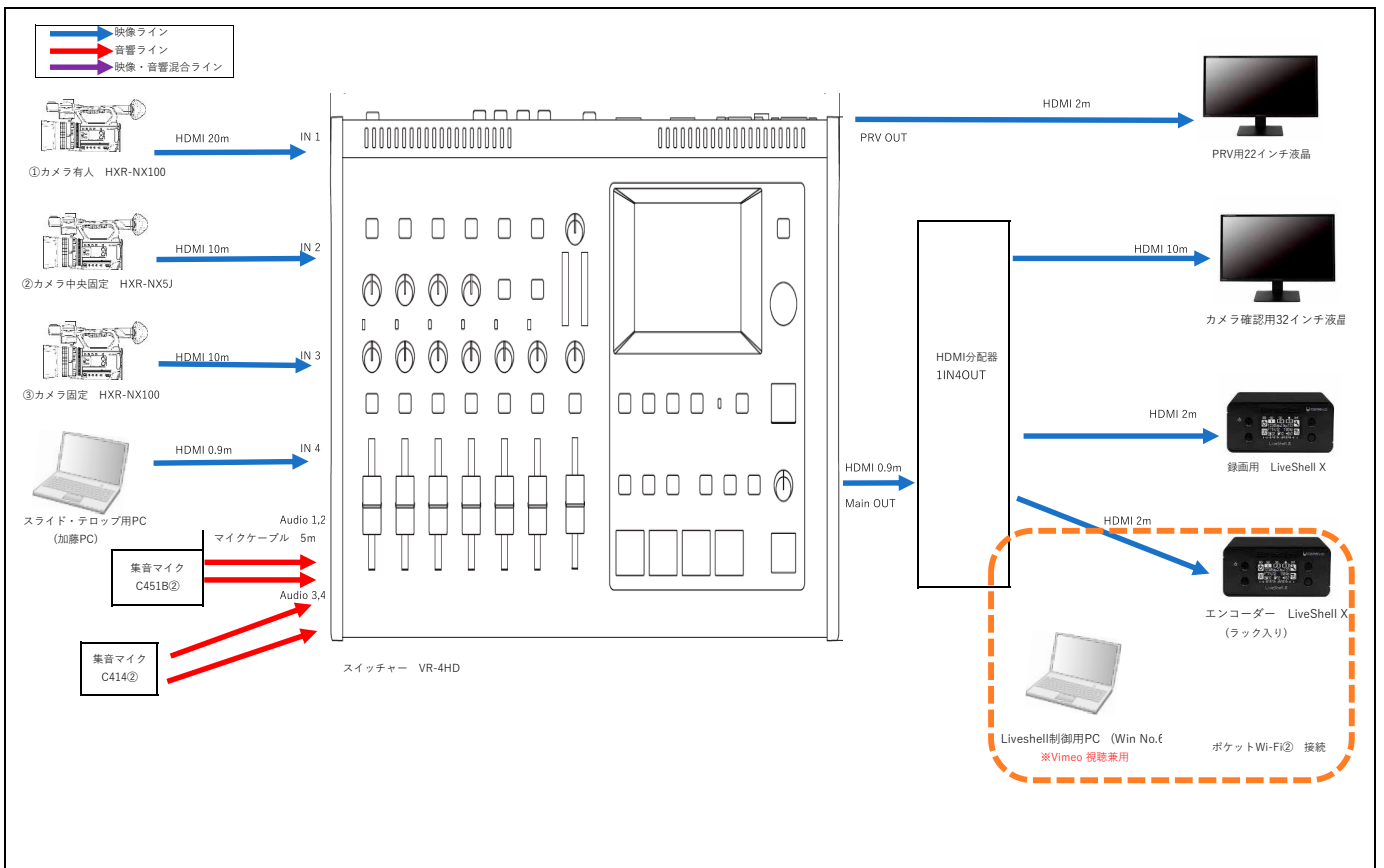 映像ライン
音響ライン
映像・音響混合ライン
HDMI 20m
IN 1
①カメラ有人　HXR-NX100
HDMI 10m
IN 2
②カメラ中央固定　HXR-NX5J
HDMI 10m
IN 3
③カメラ固定　HXR-NX100
HDMI 0.9m
IN 4
スライド・テロップ用PC
（加藤PC）
Audio 1,2
マイクケーブル　5m
集音マイク
C451B②
Audio 3,4
集音マイク
C414②
スイッチャー　VR-4HD
HDMI 2m
PRV OUT
PRV用22インチ液晶
HDMI 10m
カメラ確認用32インチ液晶
HDMI分配器
1IN4OUT
HDMI 2m
LiveShell X
録画用　LiveShell X
HDMI 0.9m
Main OUT
HDMI 2m
LiveShell X
エンコーダー　LiveShell X
（ラック入り）
Liveshell制御用PC　(Win No.6
※Vimeo 視聴兼用
ポケットWi-Fi②　接続